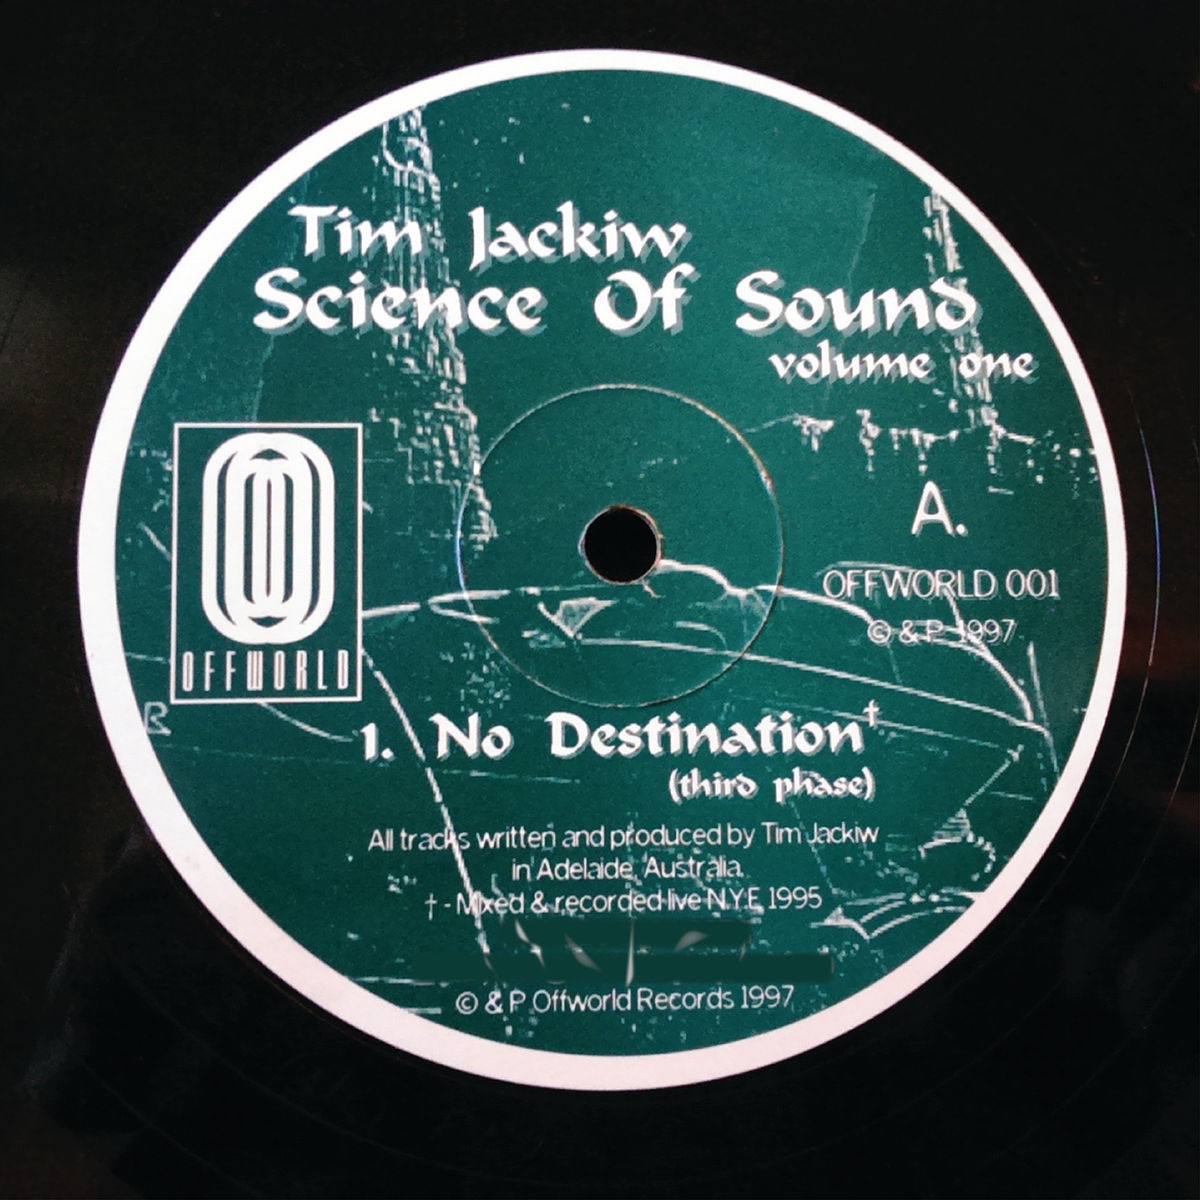 Tim Jackiw
Science Of Sound
volume one
OFFWORLD
A.
OFFWORLD 001
© & P 1997
1. No Destination†
(third phase)
All tracks written and produced by Tim Jackiw
in Adelaide, Australia.
† - Mixed & recorded live N.Y.E. 1995
© & P Offworld Records 1997